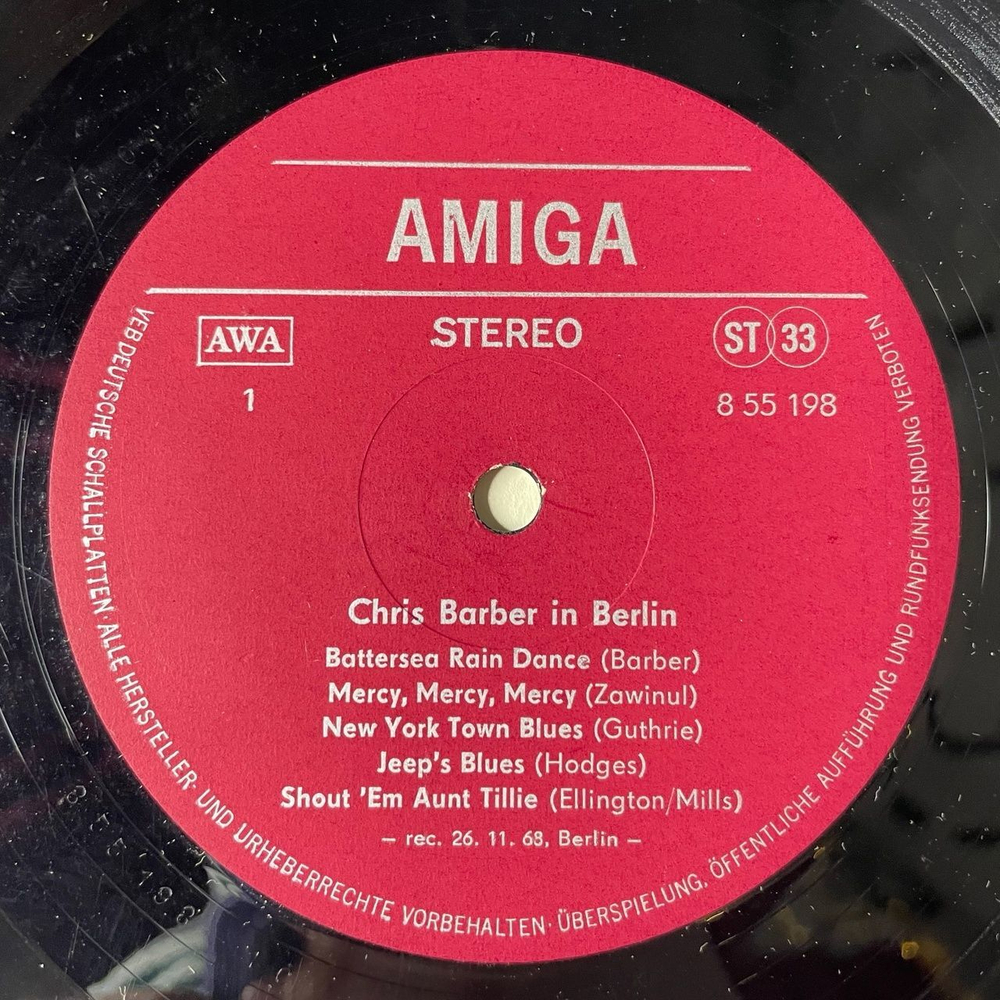 AMIGA
AWA
STEREO
ST 33
1
8 55 198
Chris Barber in Berlin
Battersea Rain Dance (Barber)
Mercy, Mercy, Mercy (Zawinul)
New York Town Blues (Guthrie)
Jeep's Blues (Hodges)
Shout 'Em Aunt Tillie (Ellington/Mills)
– rec. 26. 11. 68, Berlin –
VEB DEUTSCHE SCHALLPLATTEN · ALLE HERSTELLER- UND URHEBERRECHTE VORBEHALTEN · ÜBERSPIELUNG, ÖFFENTLICHE AUFFÜHRUNG UND RUNDFUNKSENDUNG VERBOTEN